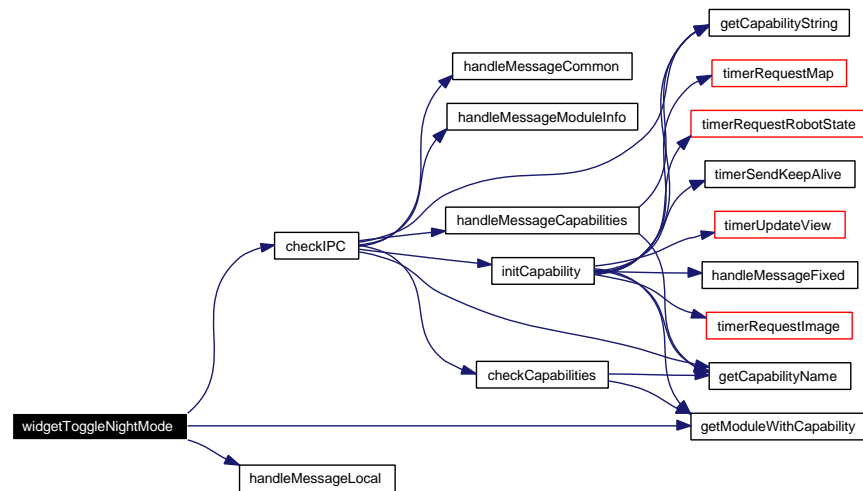 getCapabilityString
handleMessageCommon
timerRequestMap
handleMessageModuleInfo
timerRequestRobotState
timerSendKeepAlive
handleMessageCapabilities
timerUpdateView
checkIPC
initCapability
handleMessageFixed
timerRequestImage
checkCapabilities
getCapabilityName
widgetToggleNightMode
getModuleWithCapability
handleMessageLocal